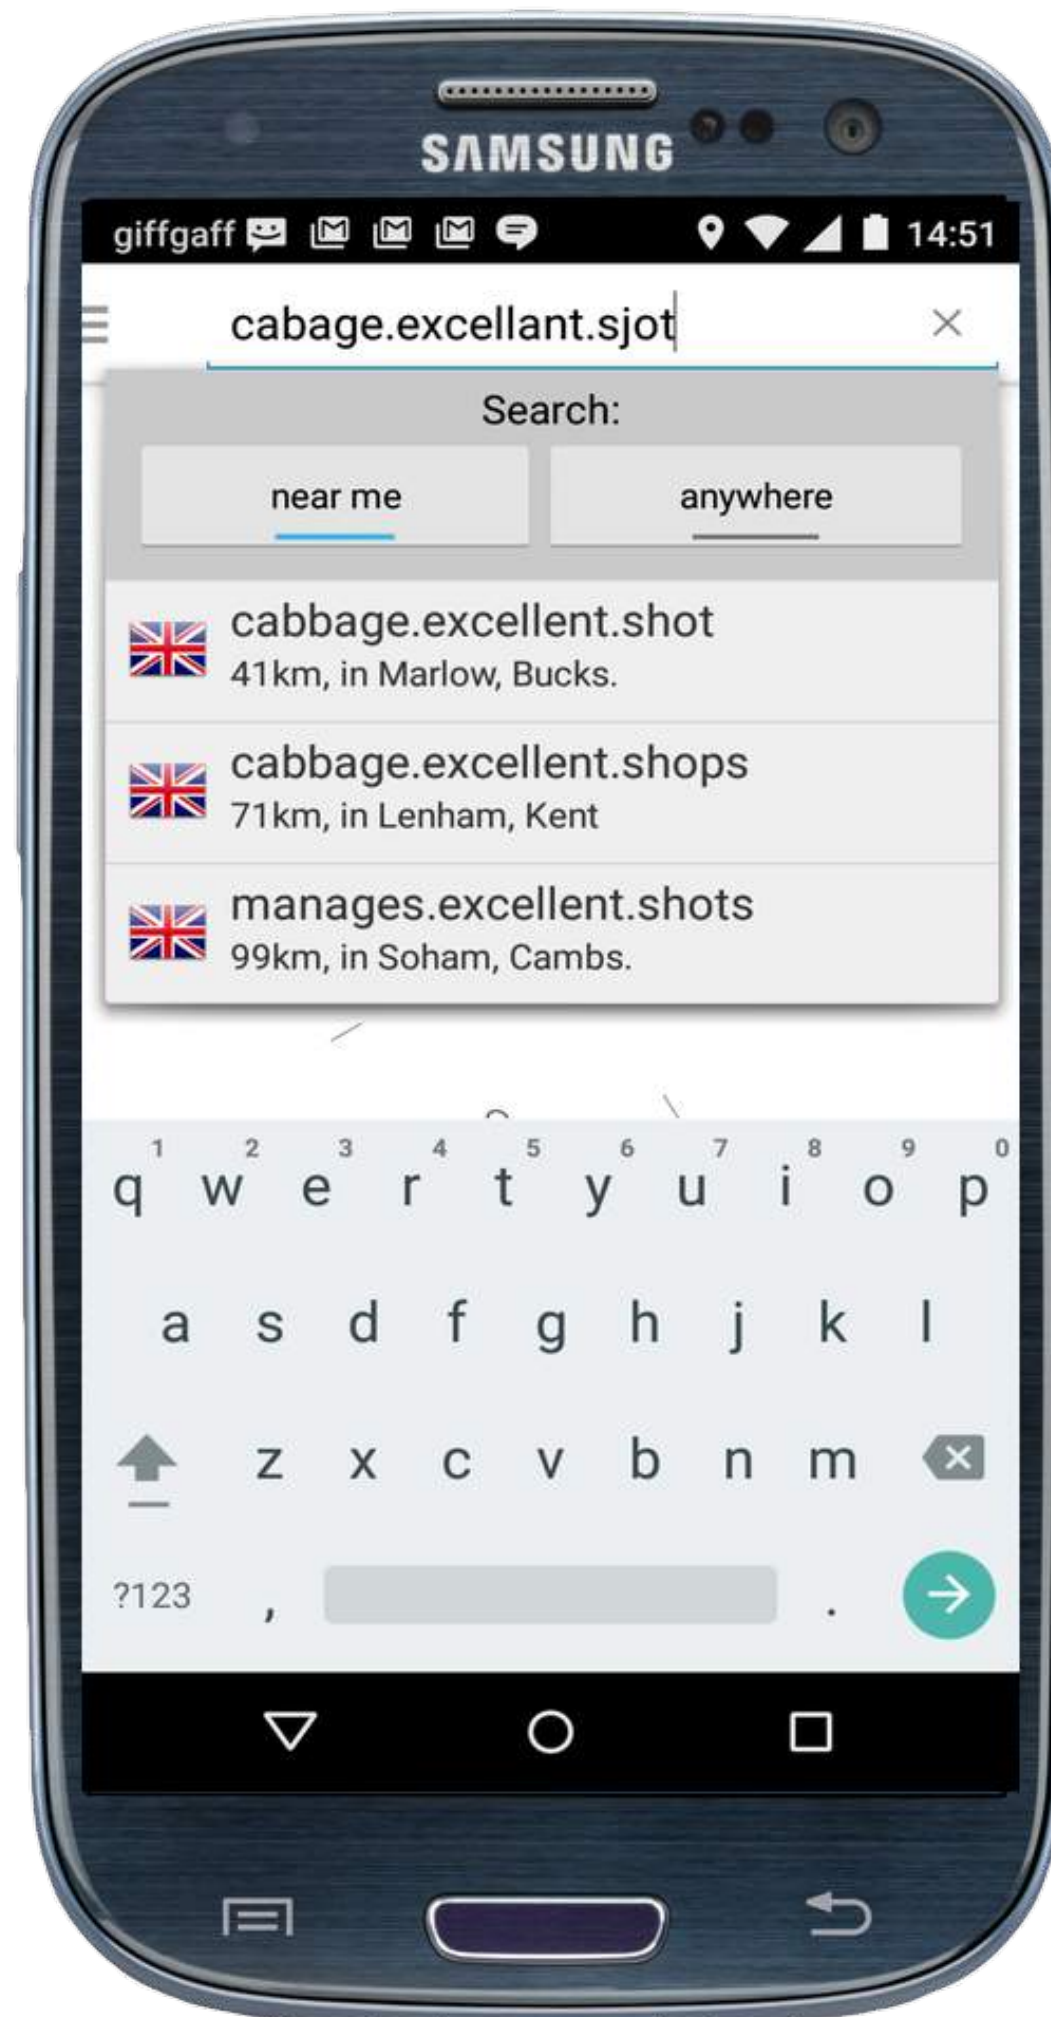 SAMSUNG
giffgaff 14:51
cabage.excellant.sjot
Search:
near me anywhere
cabbage.excellent.shot
41km, in Marlow, Bucks.
cabbage.excellent.shops
71km, in Lenham, Kent
manages.excellent.shots
99km, in Soham, Cambs.
1 2 3 4 5 6 7 8 9 0
q w e r t y u i o p
a s d f g h j k l
z x c v b n m
?123 , .